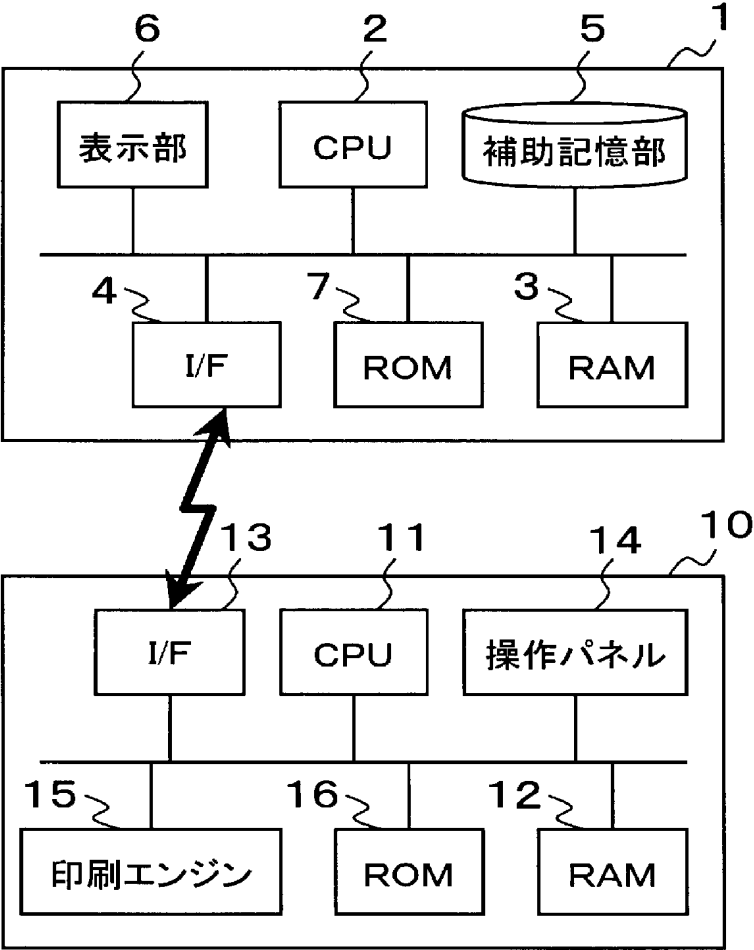 6 2 5 1
表示部 CPU 補助記憶部
4 7 3
I/F ROM RAM
13 11 14 10
I/F CPU 操作パネル
15 16 12
印刷エンジン ROM RAM